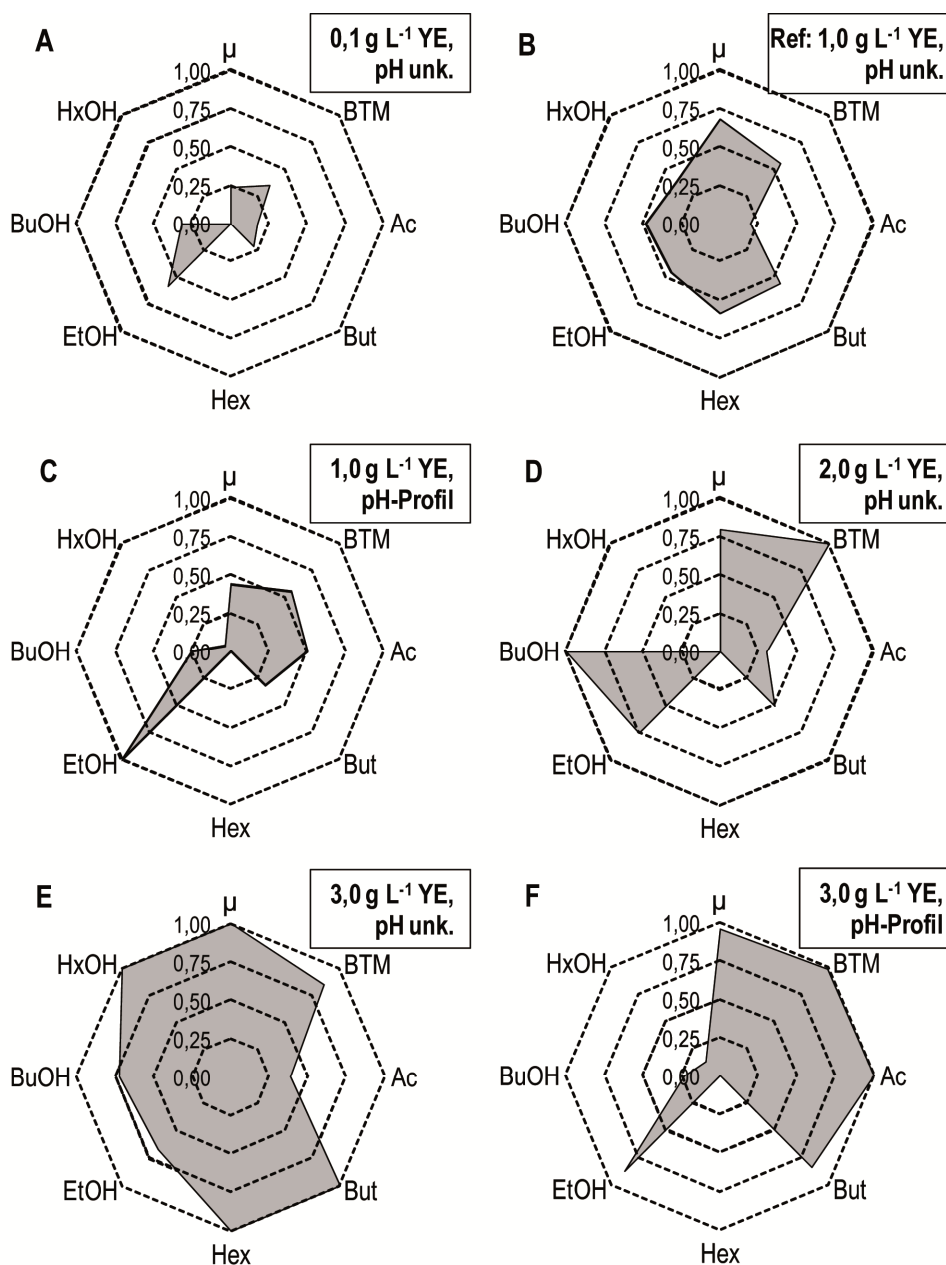 A
0,1 g L⁻¹ YE,
pH unk.
µ
1,00
0,75
0,50
0,25
0,00
BTM
Ac
But
Hex
EtOH
BuOH
HxOH
B
Ref: 1,0 g L⁻¹ YE,
pH unk.
µ
1,00
0,75
0,50
0,25
0,00
BTM
Ac
But
Hex
EtOH
BuOH
HxOH
C
1,0 g L⁻¹ YE,
pH-Profil
µ
1,00
0,75
0,50
0,25
0,00
BTM
Ac
But
Hex
EtOH
BuOH
HxOH
D
2,0 g L⁻¹ YE,
pH unk.
µ
1,00
0,75
0,50
0,25
0,00
BTM
Ac
But
Hex
EtOH
BuOH
HxOH
E
3,0 g L⁻¹ YE,
pH unk.
µ
1,00
0,75
0,50
0,25
0,00
BTM
Ac
But
Hex
EtOH
BuOH
HxOH
F
3,0 g L⁻¹ YE,
pH-Profil
µ
1,00
0,75
0,50
0,25
0,00
BTM
Ac
But
Hex
EtOH
BuOH
HxOH